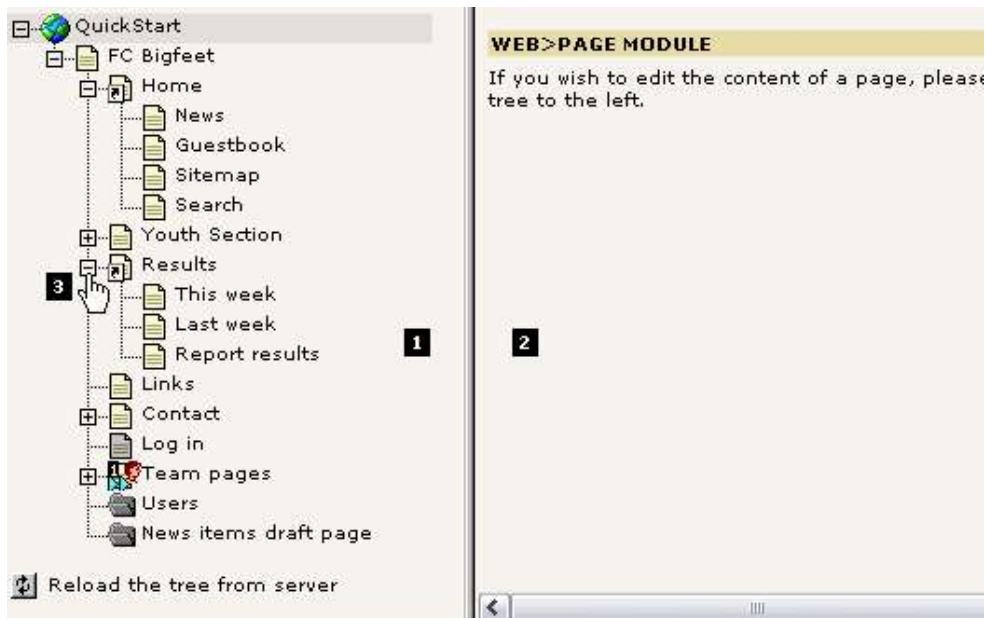 QuickStart
FC Bigfeet
Home
News
Guestbook
Sitemap
Search
Youth Section
Results
3
This week
Last week
Report results
1
Links
Contact
Log in
Team pages
Users
News items draft page
Reload the tree from server
WEB>PAGE MODULE
If you wish to edit the content of a page, please
tree to the left.
2